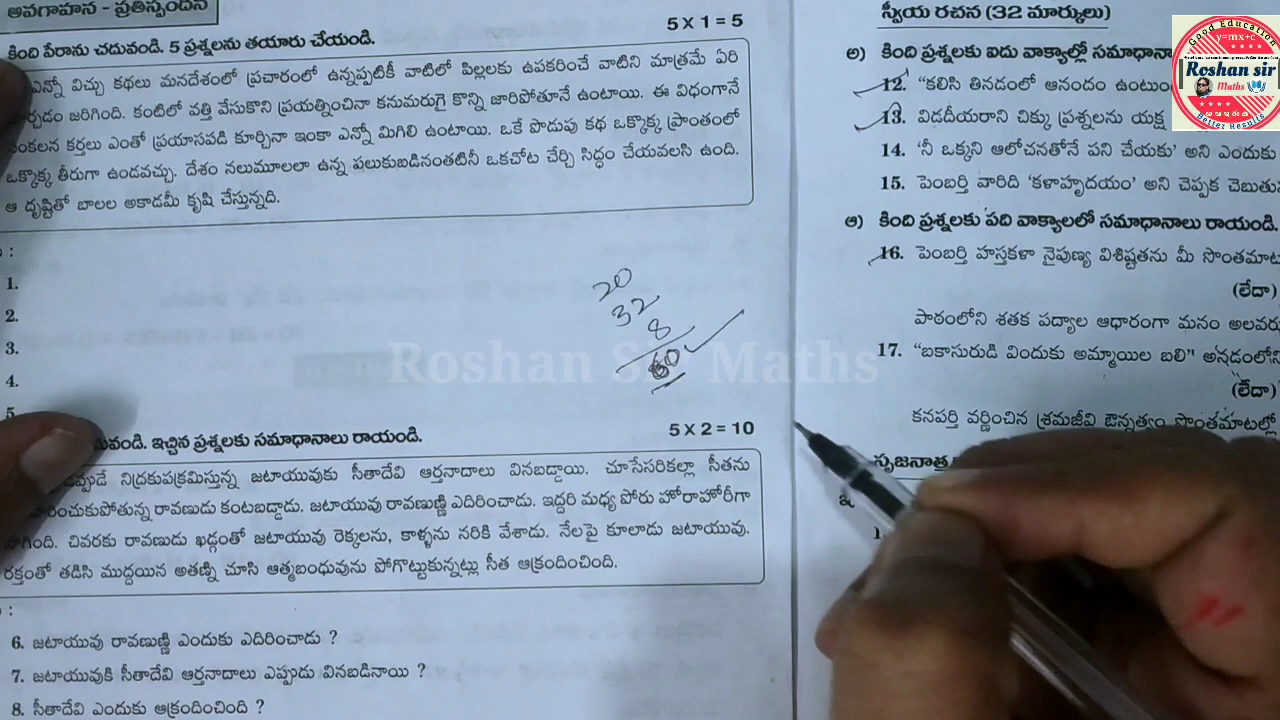 అవగాహన - ప్రతిస్పందన
5 X 1 = 5
కింది పేరాను చదువండి. 5 ప్రశ్నలను తయారు చేయండి.
ఎన్నో విచ్చు కథలు మనదేశంలో ప్రచారంలో ఉన్నప్పటికీ వాటిలో పిల్లలకు ఉపకరించే వాటిని మాత్రమే ఏరి
జరిగింది. కంటిలో వత్తి వేసుకొని ప్రయత్నించినా కనుమరుగై కొన్ని జారిపోతూనే ఉంటాయి. ఈ విధంగానే
సంకలన కర్తలు ఎంతో ప్రయాసపడి కూర్చినా ఇంకా ఎన్నో మిగిలి ఉంటాయి. ఒకే పొడుపు కథ ఒక్కొక్క ప్రాంతంలో
ఒక్కొక్క తీరుగా ఉండవచ్చు. దేశం నలుమూలలా ఉన్న పలుకుబడినంతటినీ ఒకచోట చేర్చి సిద్ధం చేయవలసి ఉంది.
ఆ దృష్టితో బాలల అకాడమీ కృషి చేస్తున్నది.
:
1.
2.
3.
4.
5.
20
32
8
60
5 X 2 = 10
ఇచ్చిన ప్రశ్నలకు సమాధానాలు రాయండి.
నిద్రకుపక్రమిస్తున్న జటాయువుకు సీతాదేవి ఆర్తనాదాలు వినబడ్డాయి. చూసేసరికల్లా సీతను
రావణుడు కంటబడ్డాడు. జటాయువు రావణుణ్ణి ఎదిరించాడు. ఇద్దరి మధ్య పోరు హోరాహోరీగా
చివరకు రావణుడు ఖడ్గంతో జటాయువు రెక్కలను, కాళ్ళను నరికి వేశాడు. నేలపై కూలాడు జటాయువు.
రక్తంతో తడిసి ముద్దయిన అతణ్ని చూసి ఆత్మబంధువును పోగొట్టుకున్నట్లు సీత ఆక్రందించింది.
:
6. జటాయువు రావణుణ్ణి ఎందుకు ఎదిరించాడు ?
7. జటాయువుకి సీతాదేవి ఆర్తనాదాలు ఎప్పుడు వినబడినాయి ?
8. సీతాదేవి ఎందుకు ఆక్రందించింది ?
స్వీయ రచన (32 మార్కులు)
అ) కింది ప్రశ్నలకు ఐదు వాక్యాల్లో
12. "కలిసి తినడంలో ఆనందం
13. విడదీయరాని చిక్కు ప్రశ్నలను యక్ష
14. 'నీ ఒక్కని ఆలోచనతోనే పని చేయకు' అని ఎందుకు
15. పెంబర్తి వారిది 'కళాహృదయం' అని చెప్పక
ఆ) కింది ప్రశ్నలకు పది వాక్యాలలో సమాధానాలు రాయండి.
16. పెంబర్తి హస్తకళా నైపుణ్య విశిష్టతను మీ
(లేదా)
పాఠంలోని శతక పద్యాల ఆధారంగా మనం
17. "బకాసురుడి విందుకు అమ్మాయిల బలి"
(లేదా)
కనపర్తి వర్ణించిన శ్రమజీవి ఔన్నత్యం
Good Education
y=mx+c
Roshan sir
Maths
Better Results
Roshan Sir Maths